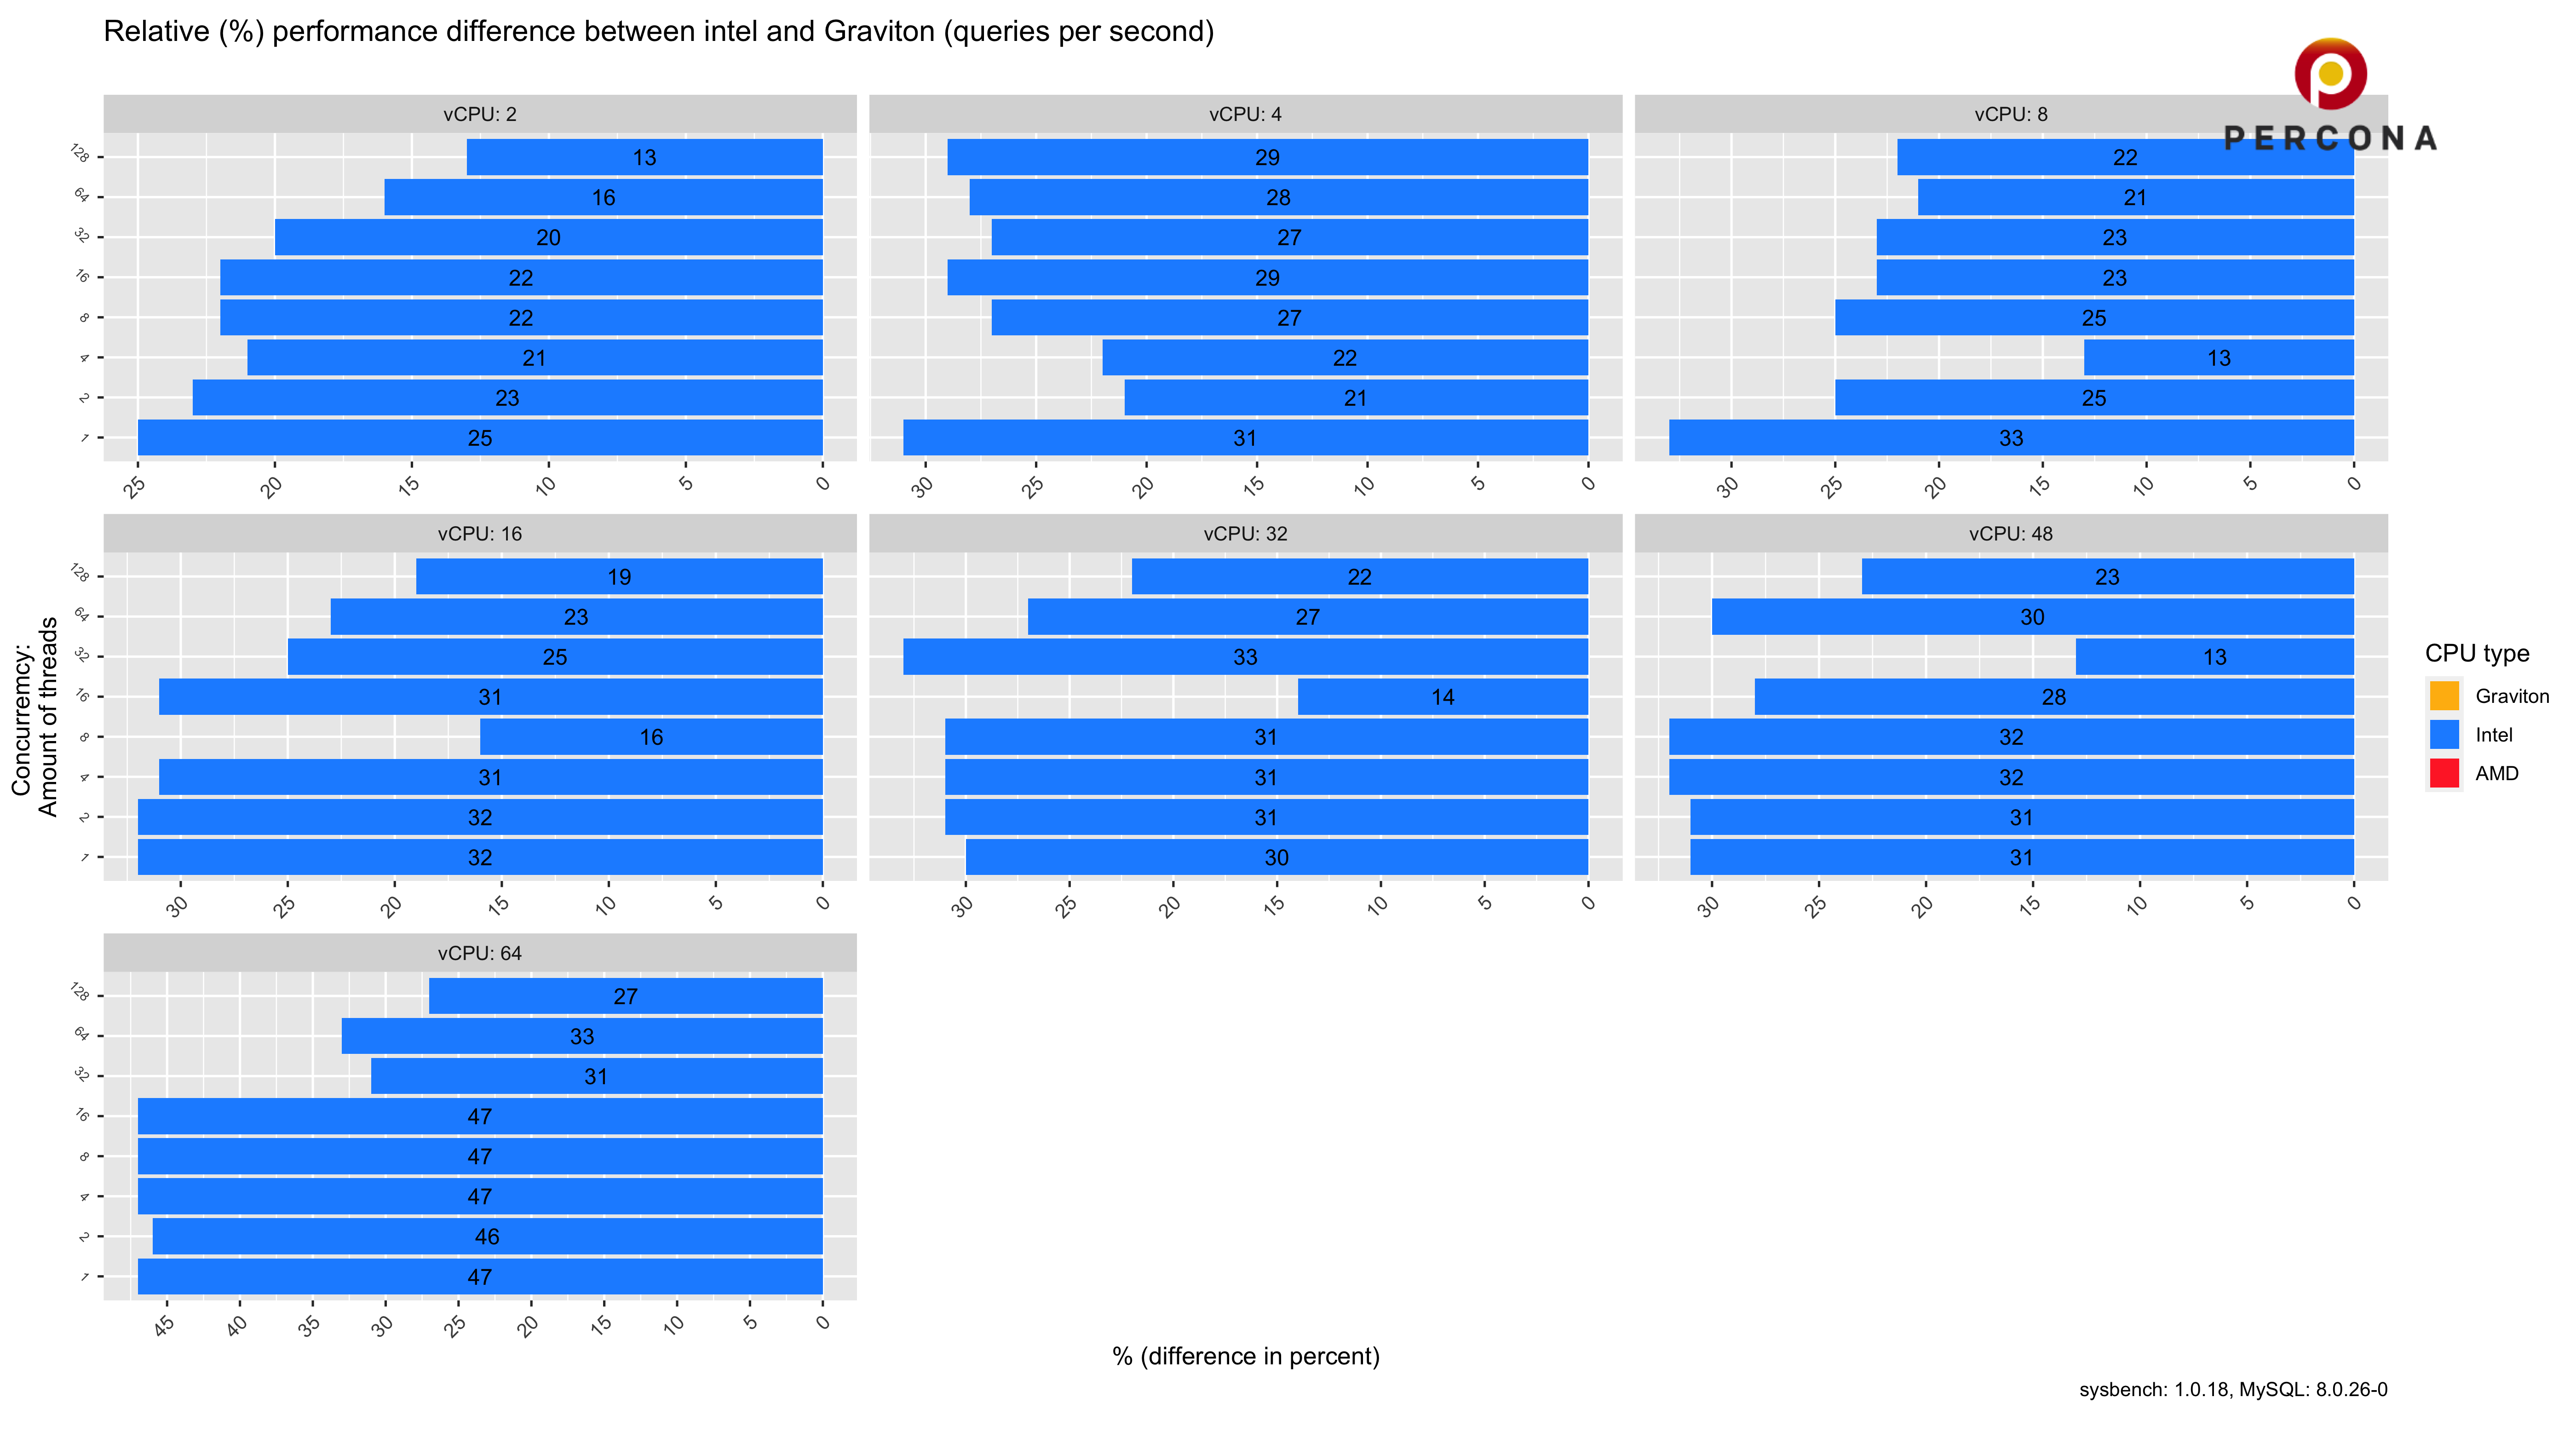 Relative (%) performance difference between intel and Graviton (queries per second)
PERCONA
vCPU: 2
128 13
64 16
32 20
16 22
8 22
4 21
2 23
1 25
25 20 15 10 5 0
vCPU: 4
29
28
27
29
27
22
21
31
30 25 20 15 10 5 0
vCPU: 8
22
21
23
23
25
13
25
33
30 25 20 15 10 5 0
Concurremcy:
Amount of threads
vCPU: 16
128 19
64 23
32 25
16 31
8 16
4 31
2 32
1 32
30 25 20 15 10 5 0
vCPU: 32
22
27
33
14
31
31
31
30
30 25 20 15 10 5 0
vCPU: 48
23
30
13
28
32
32
31
31
30 25 20 15 10 5 0
CPU type
Graviton
Intel
AMD
vCPU: 64
128 27
64 33
32 31
16 47
8 47
4 47
2 46
1 47
45 40 35 30 25 20 15 10 5 0
% (difference in percent)
sysbench: 1.0.18, MySQL: 8.0.26-0